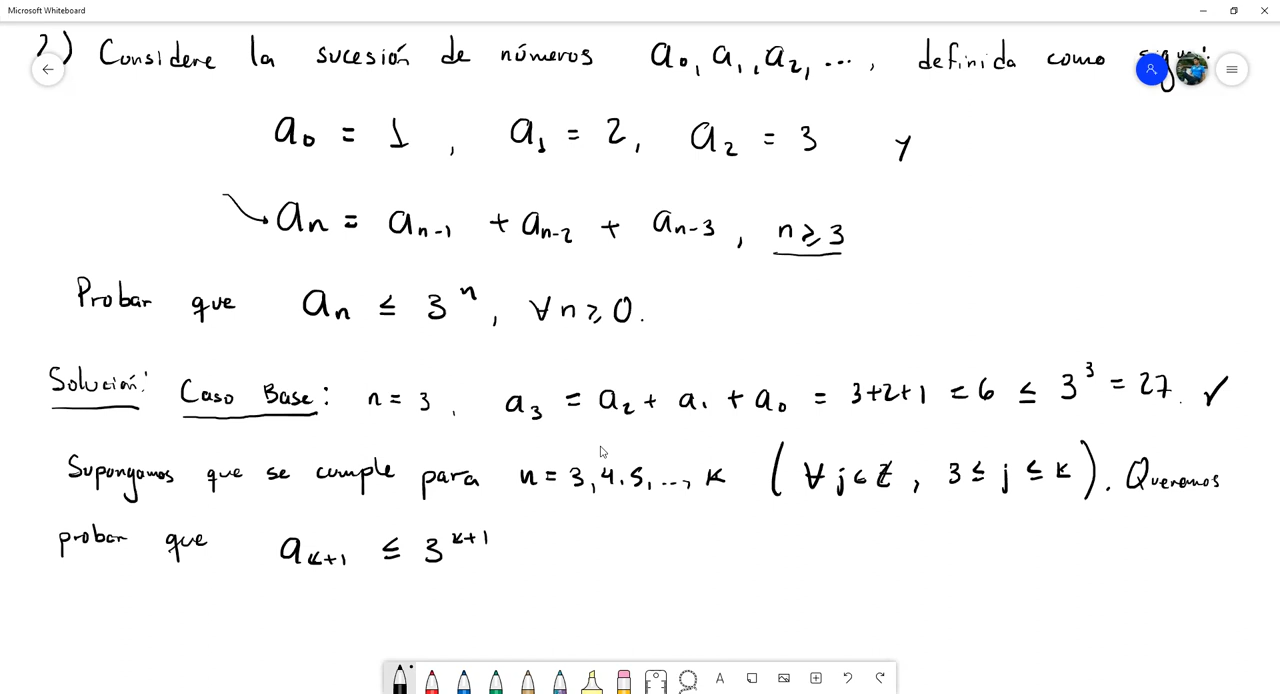 Microsoft Whiteboard
2) Considere la sucesión de números a₀, a₁, a₂, ..., definida como sigue:
a₀ = 1, a₁ = 2, a₂ = 3 y
aₙ = aₙ₋₁ + aₙ₋₂ + aₙ₋₃, n ≥ 3
Probar que aₙ ≤ 3ⁿ, ∀n ≥ 0.
Solución: Caso Base: n = 3. a₃ = a₂ + a₁ + a₀ = 3+2+1 = 6 ≤ 3³ = 27. ✓
Supongamos que se cumple para n = 3,4,5,..., k (∀j∈ℤ, 3 ≤ j ≤ k). Queremos
probar que aₖ₊₁ ≤ 3ᵏ⁺¹
A